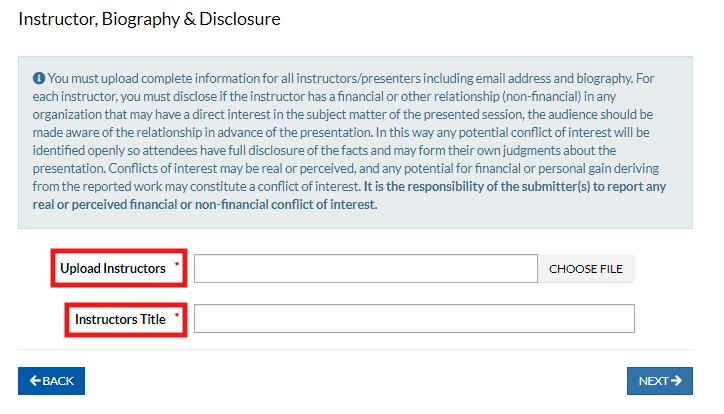 Instructor, Biography & Disclosure
You must upload complete information for all instructors/presenters including email address and biography. For
each instructor, you must disclose if the instructor has a financial or other relationship (non-financial) in any
organization that may have a direct interest in the subject matter of the presented session, the audience should be
made aware of the relationship in advance of the presentation. In this way any potential conflict of interest will be
identified openly so attendees have full disclosure of the facts and may form their own judgments about the
presentation. Conflicts of interest may be real or perceived, and any potential for financial or personal gain deriving
from the reported work may constitute a conflict of interest. It is the responsibility of the submitter(s) to report any
real or perceived financial or non-financial conflict of interest.
Upload Instructors *
CHOOSE FILE
Instructors Title *
BACK
NEXT